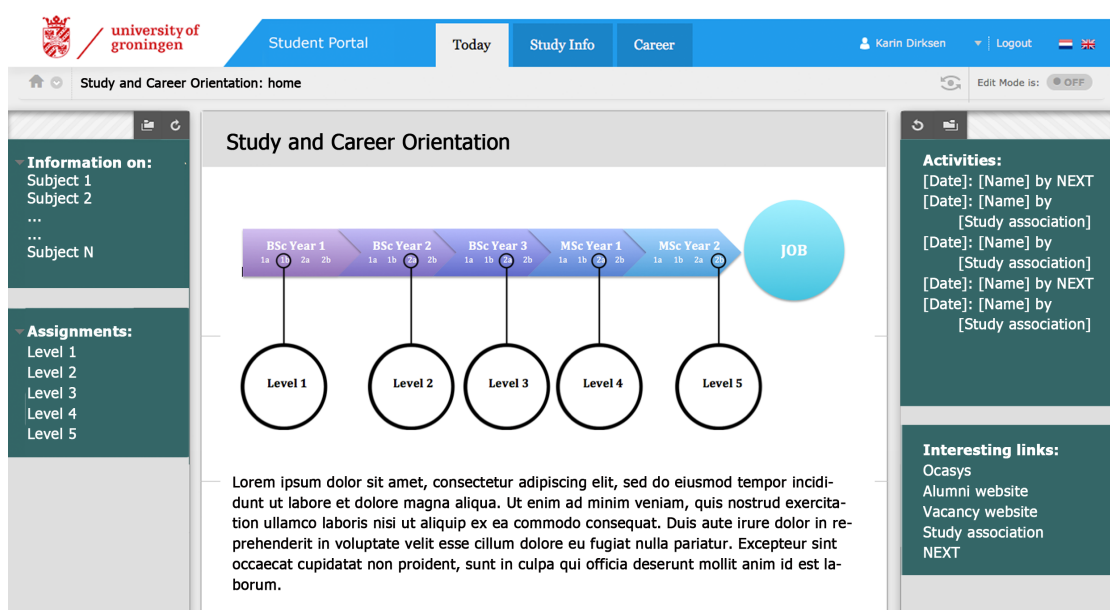 university of
groningen
Student Portal
Today
Study Info
Career
Karin Dirksen
Logout
Study and Career Orientation: home
Edit Mode is:
OFF
Information on:
Subject 1
Subject 2
...
...
Subject N
Assignments:
Level 1
Level 2
Level 3
Level 4
Level 5
Study and Career Orientation
BSc Year 1 BSc Year 2 BSc Year 3 MSc Year 1 MSc Year 2
1a 1b 2a 2b 1a 1b 2a 2b 1a 1b 2a 2b 1a 1b 2a 2b 1a 1b 2a 2b
JOB
Level 1 Level 2 Level 3 Level 4 Level 5
Lorem ipsum dolor sit amet, consectetur adipiscing elit, sed do eiusmod tempor incidi-
dunt ut labore et dolore magna aliqua. Ut enim ad minim veniam, quis nostrud exercita-
tion ullamco laboris nisi ut aliquip ex ea commodo consequat. Duis aute irure dolor in re-
prehenderit in voluptate velit esse cillum dolore eu fugiat nulla pariatur. Excepteur sint
occaecat cupidatat non proident, sunt in culpa qui officia deserunt mollit anim id est la-
borum.
Activities:
[Date]: [Name] by NEXT
[Date]: [Name] by
[Study association]
[Date]: [Name] by
[Study association]
[Date]: [Name] by NEXT
[Date]: [Name] by
[Study association]
Interesting links:
Ocasys
Alumni website
Vacancy website
Study association
NEXT